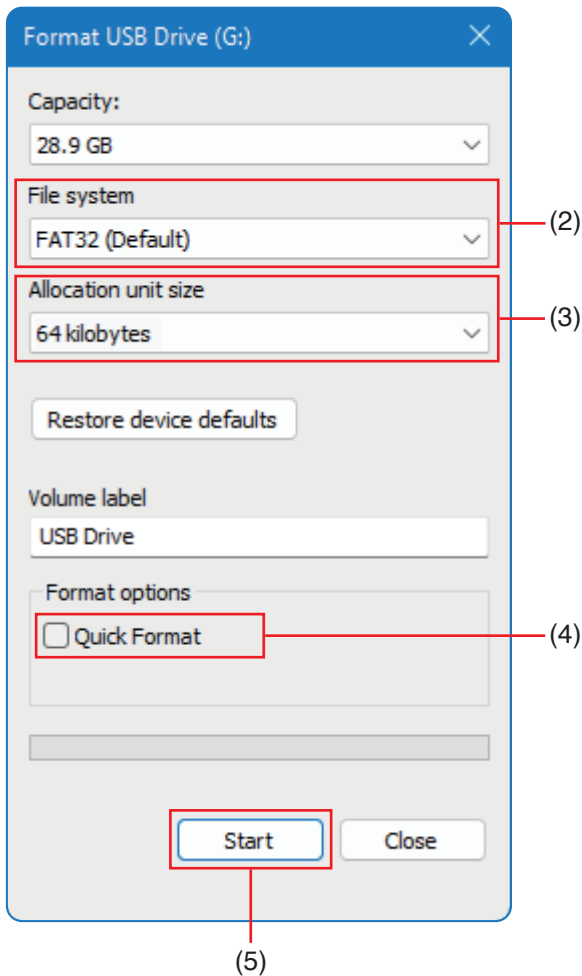 Format USB Drive (G:)
Capacity:
28.9 GB
File system
FAT32 (Default)
(2)
Allocation unit size
64 kilobytes
(3)
Restore device defaults
Volume label
USB Drive
Format options
Quick Format
(4)
Start
Close
(5)